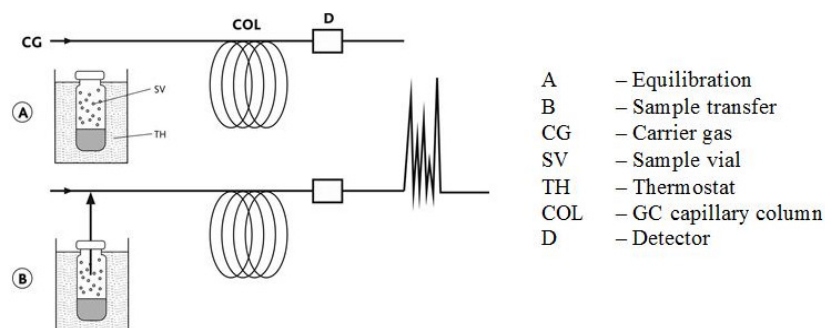 COL
D
CG
SV
A
TH
B
A – Equilibration
B – Sample transfer
CG – Carrier gas
SV – Sample vial
TH – Thermostat
COL – GC capillary column
D – Detector